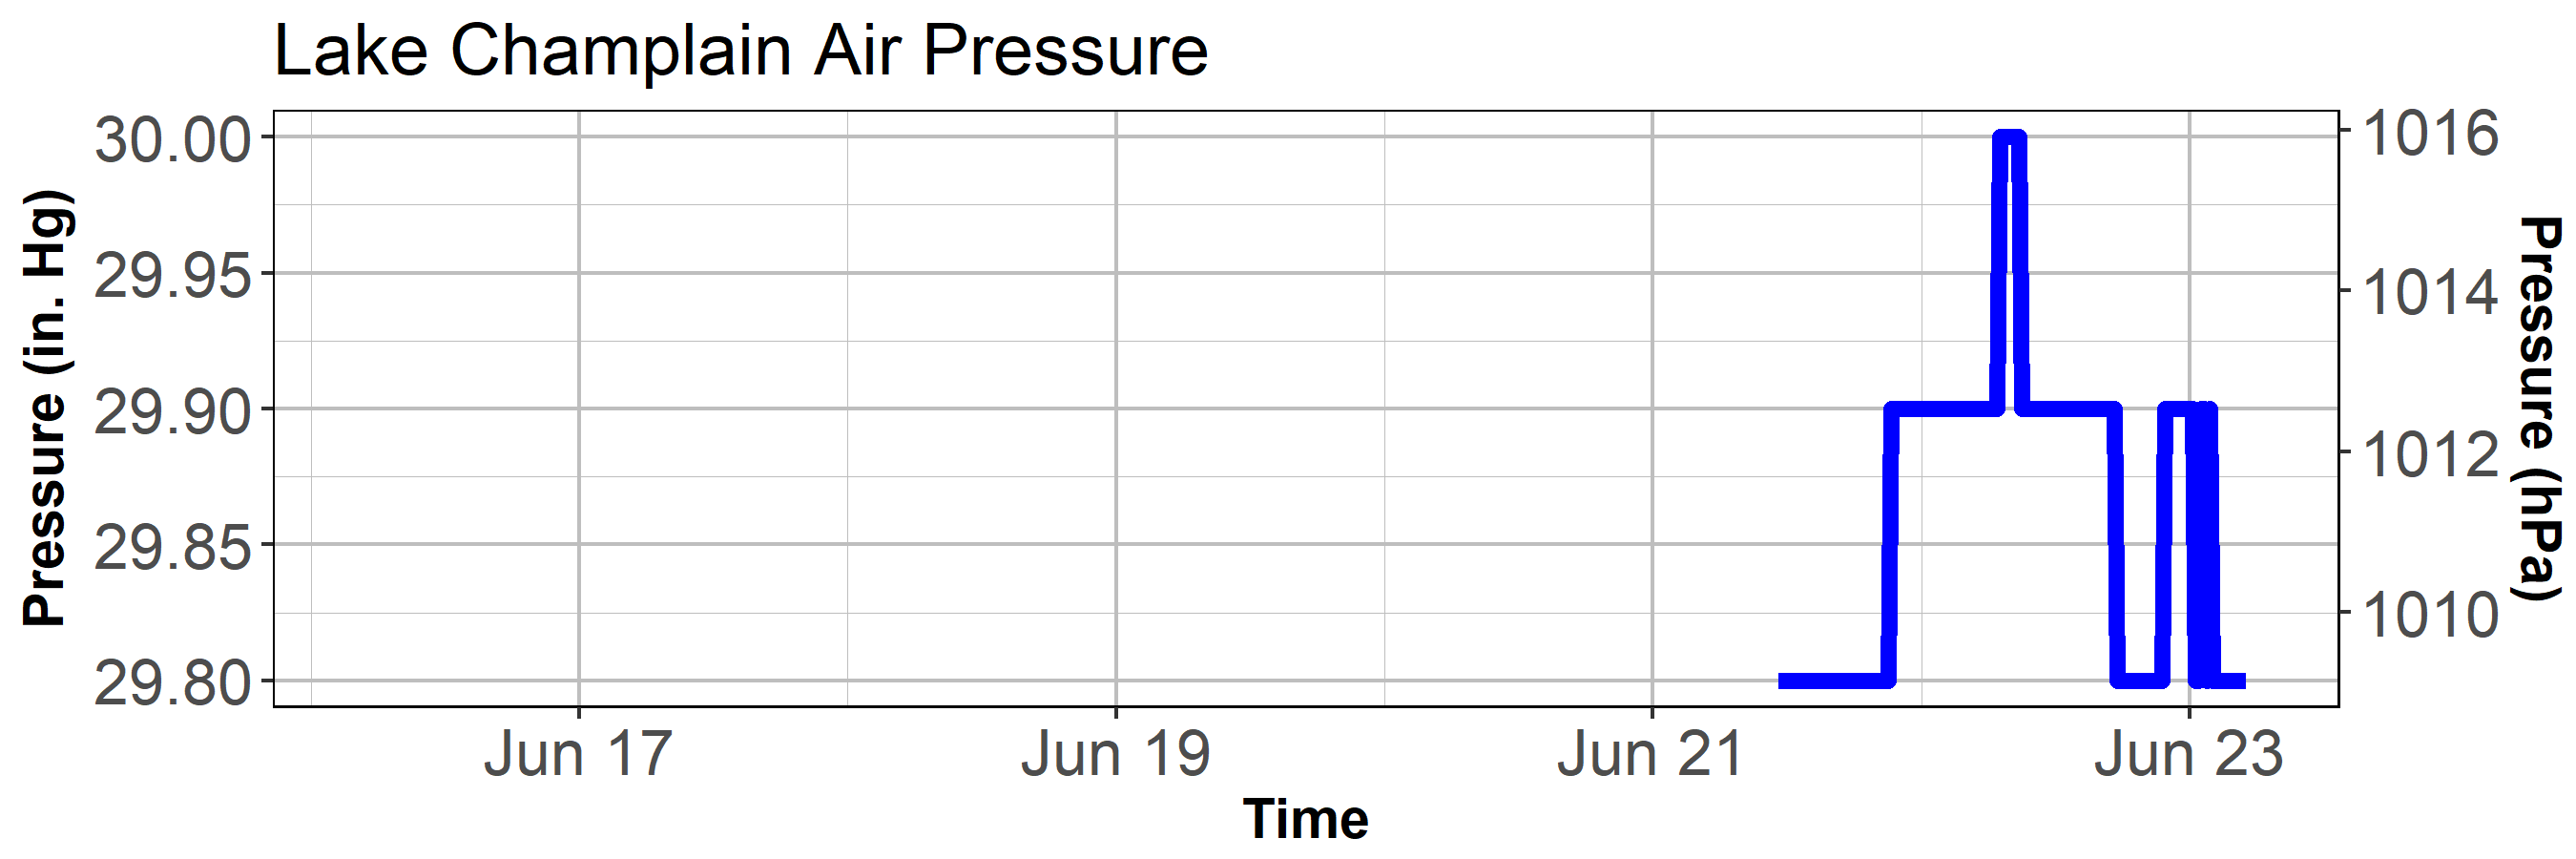 Lake Champlain Air Pressure
Pressure (in. Hg)
30.00
29.95
29.90
29.85
29.80
1016
1014
1012
1010
Pressure (hPa)
Jun 17
Jun 19
Jun 21
Jun 23
Time